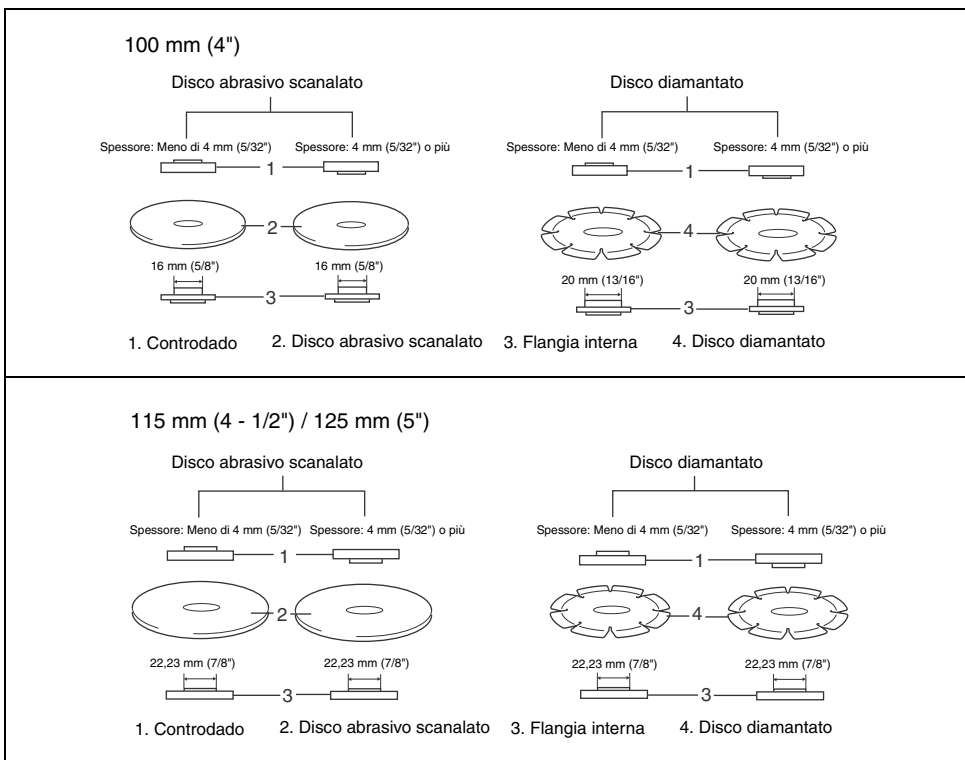 100 mm (4")
Disco abrasivo scanalato
Disco diamantato
Spessore: Meno di 4 mm (5/32") Spessore: 4 mm (5/32") o più
Spessore: Meno di 4 mm (5/32") Spessore: 4 mm (5/32") o più
1
1
2
4
16 mm (5/8") 16 mm (5/8")
20 mm (13/16") 20 mm (13/16")
3
3
1. Controdado 2. Disco abrasivo scanalato 3. Flangia interna 4. Disco diamantato
115 mm (4 - 1/2") / 125 mm (5")
Disco abrasivo scanalato
Disco diamantato
Spessore: Meno di 4 mm (5/32") Spessore: 4 mm (5/32") o più
Spessore: Meno di 4 mm (5/32") Spessore: 4 mm (5/32") o più
1
1
2
4
22,23 mm (7/8") 22,23 mm (7/8")
22,23 mm (7/8") 22,23 mm (7/8")
3
3
1. Controdado 2. Disco abrasivo scanalato 3. Flangia interna 4. Disco diamantato